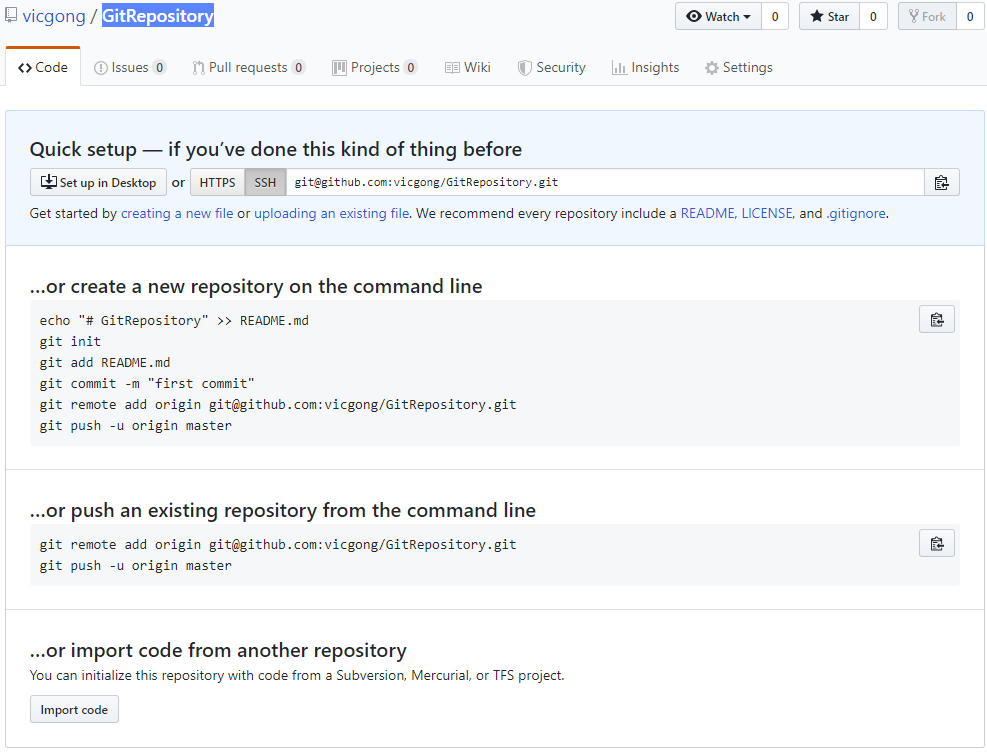 vicgong / GitRepository
Watch 0 Star 0 Fork 0
Code Issues 0 Pull requests 0 Projects 0 Wiki Security Insights Settings
Quick setup — if you’ve done this kind of thing before
Set up in Desktop or HTTPS SSH git@github.com:vicgong/GitRepository.git
Get started by creating a new file or uploading an existing file. We recommend every repository include a README, LICENSE, and .gitignore.
…or create a new repository on the command line
echo "# GitRepository" >> README.md
git init
git add README.md
git commit -m "first commit"
git remote add origin git@github.com:vicgong/GitRepository.git
git push -u origin master
…or push an existing repository from the command line
git remote add origin git@github.com:vicgong/GitRepository.git
git push -u origin master
…or import code from another repository
You can initialize this repository with code from a Subversion, Mercurial, or TFS project.
Import code